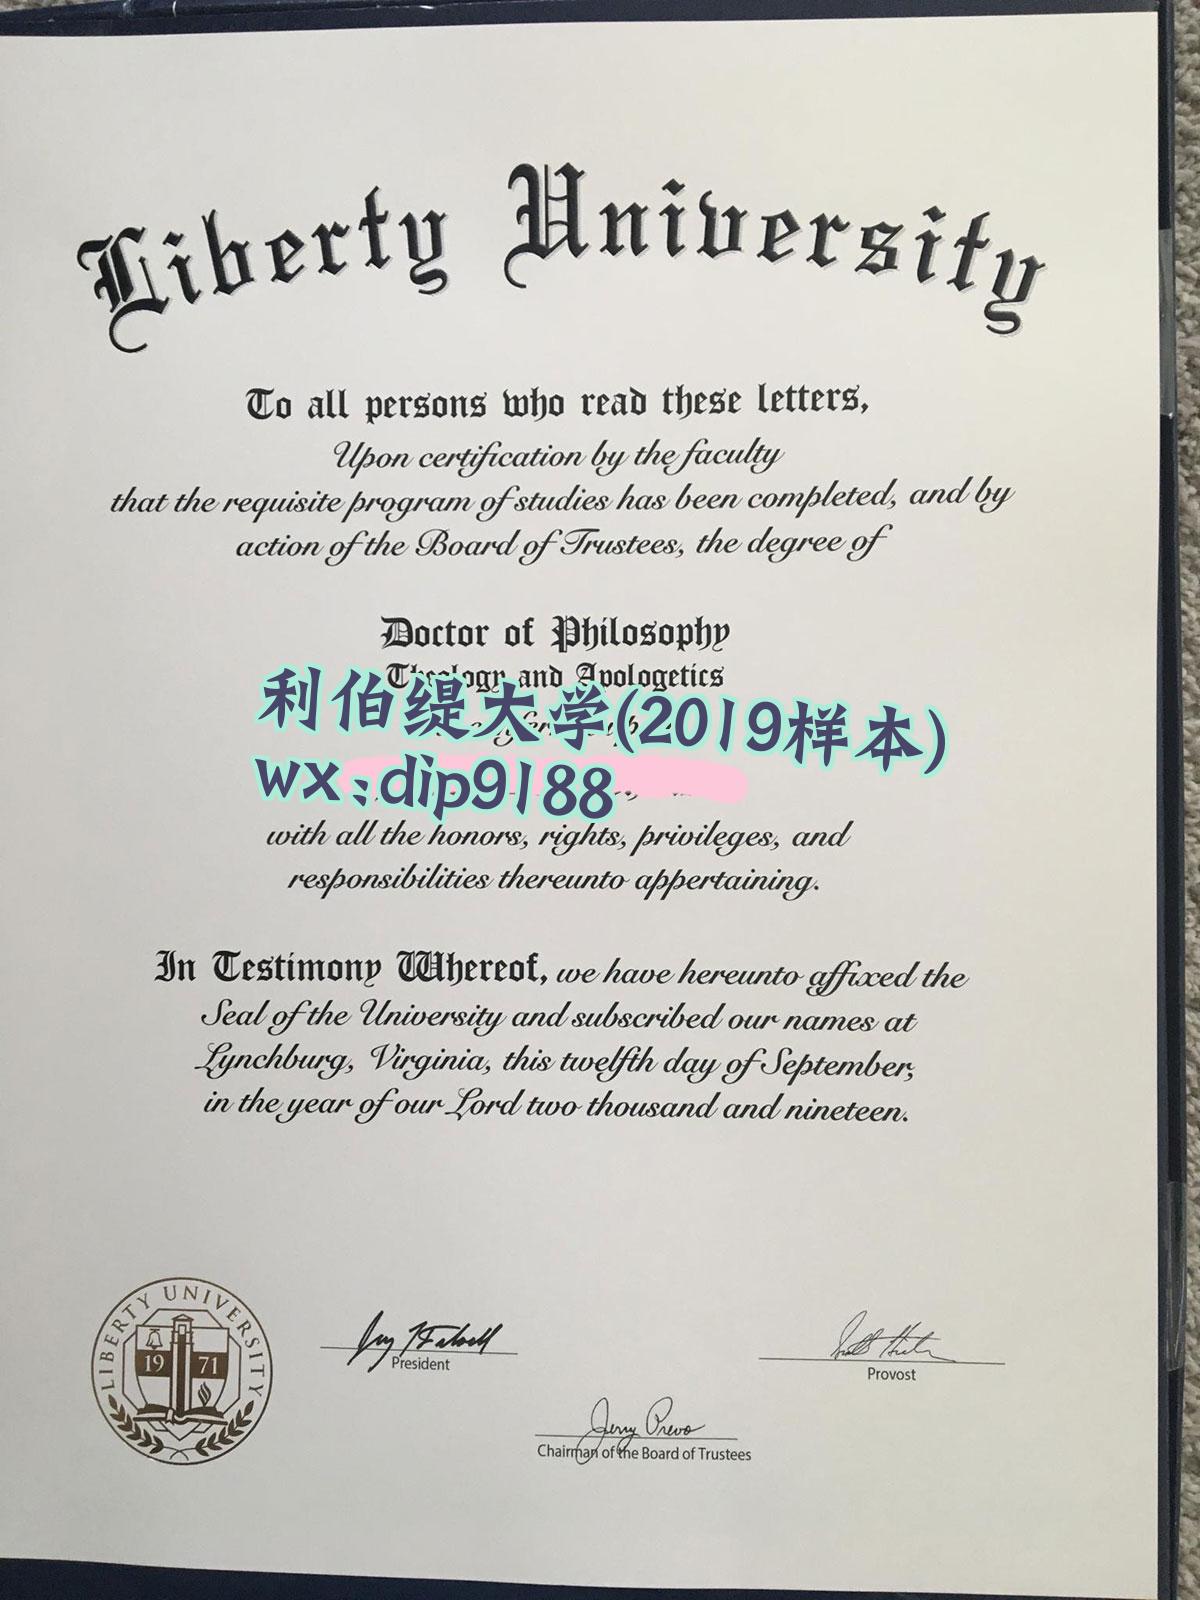 Liberty University
To all persons who read these letters,
Upon certification by the faculty
that the requisite program of studies has been completed, and by
action of the Board of Trustees, the degree of
Doctor of Philosophy
Theology and Apologetics
利伯缇大学(2019样本)
wx:dip9188
with all the honors, rights, privileges, and
responsibilities thereunto appertaining.
In Testimony Whereof, we have hereunto affixed the
Seal of the University and subscribed our names at
Lynchburg, Virginia, this twelfth day of September,
in the year of our Lord two thousand and nineteen.
LIBERTY UNIVERSITY
19 71
President
Provost
Jerry Prevo
Chairman of the Board of Trustees